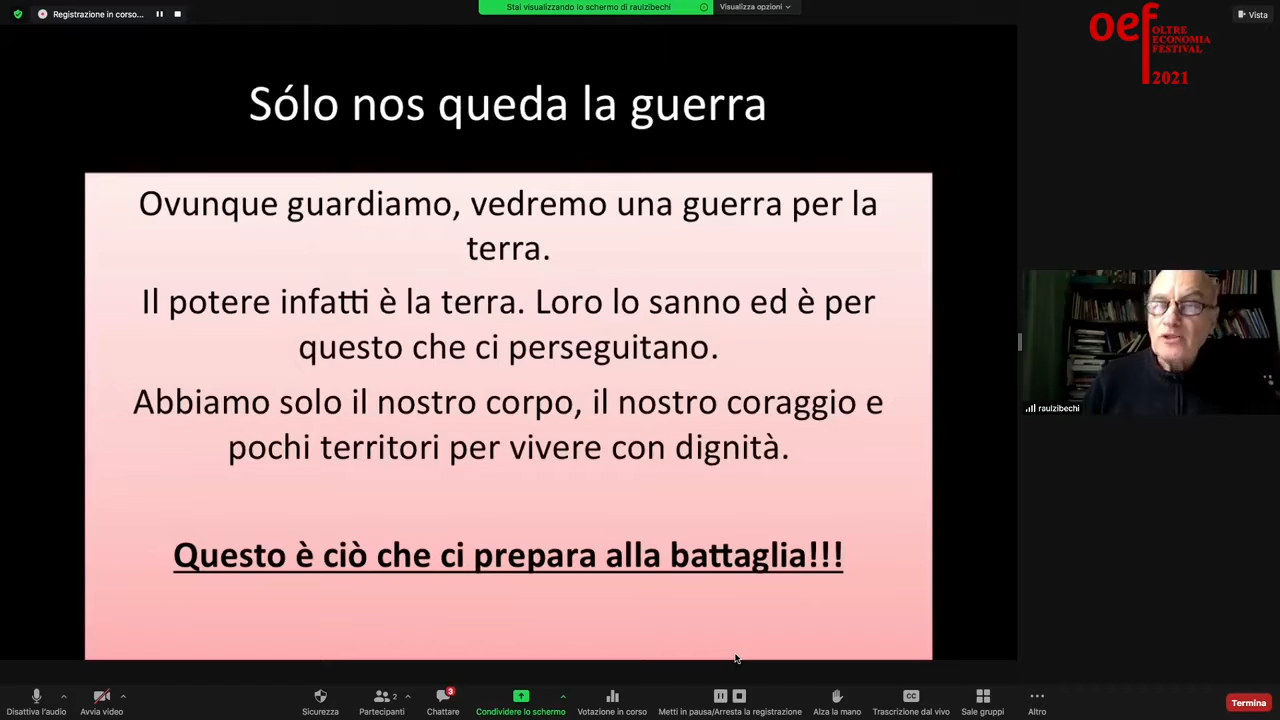 Registrazione in corso...
Stai visualizzando lo schermo di raulzibechi
Visualizza opzioni
Vista
oef
OLTRE
ECONOMIA
FESTIVAL
2021
Sólo nos queda la guerra
Ovunque guardiamo, vedremo una guerra per la
terra.
Il potere infatti è la terra. Loro lo sanno ed è per
questo che ci perseguitano.
Abbiamo solo il nostro corpo, il nostro coraggio e
pochi territori per vivere con dignità.
Questo è ciò che ci prepara alla battaglia!!!
raulzibechi
2
3
Disattiva l'audio
Avvia video
Sicurezza
Partecipanti
Chattare
Condividere lo schermo
Votazione in corso
Metti in pausa/Arresta la registrazione
Alza la mano
CC
Trascrizione dal vivo
Sale gruppi
Altro
Termina